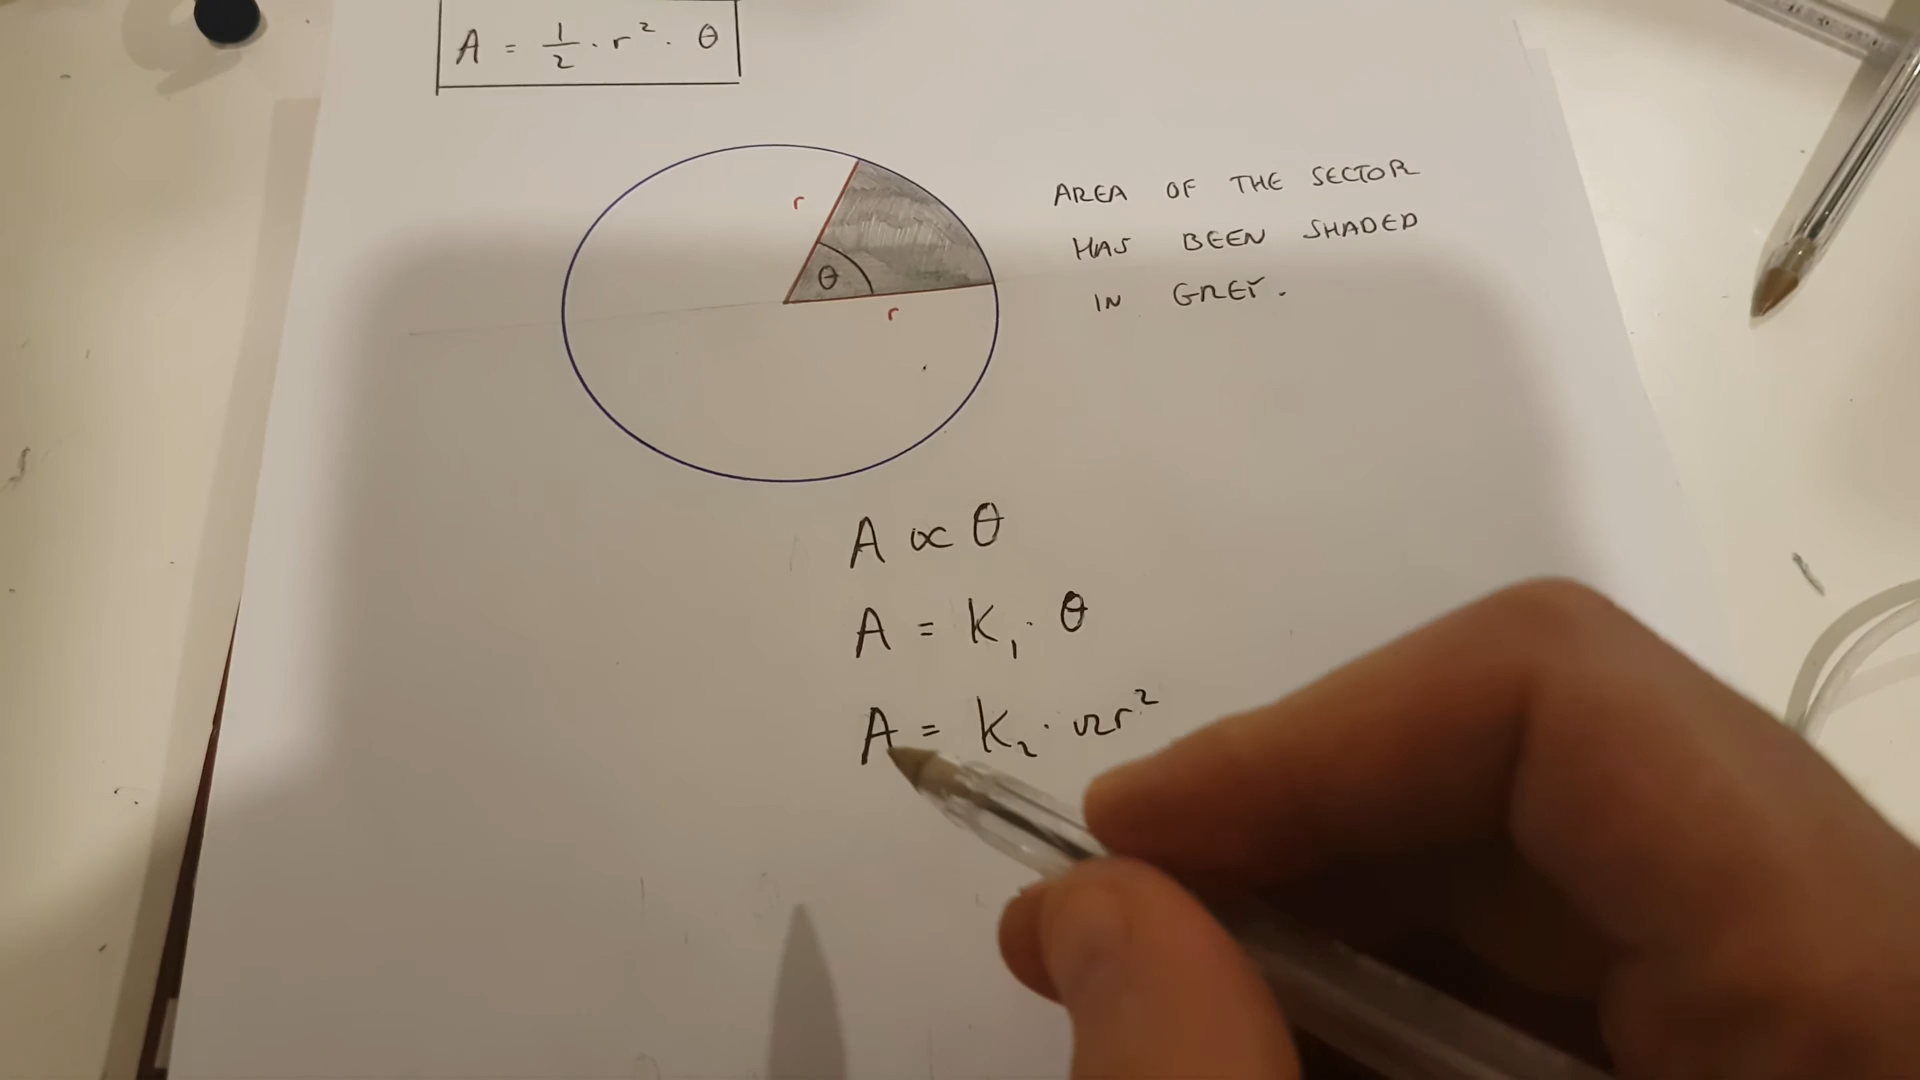 A = 1/2 · r² · θ
r
θ
r
AREA OF THE SECTOR
HAS BEEN SHADED
IN GREY.
A ∝ θ
A = K₁ · θ
A = K₂ · πr²